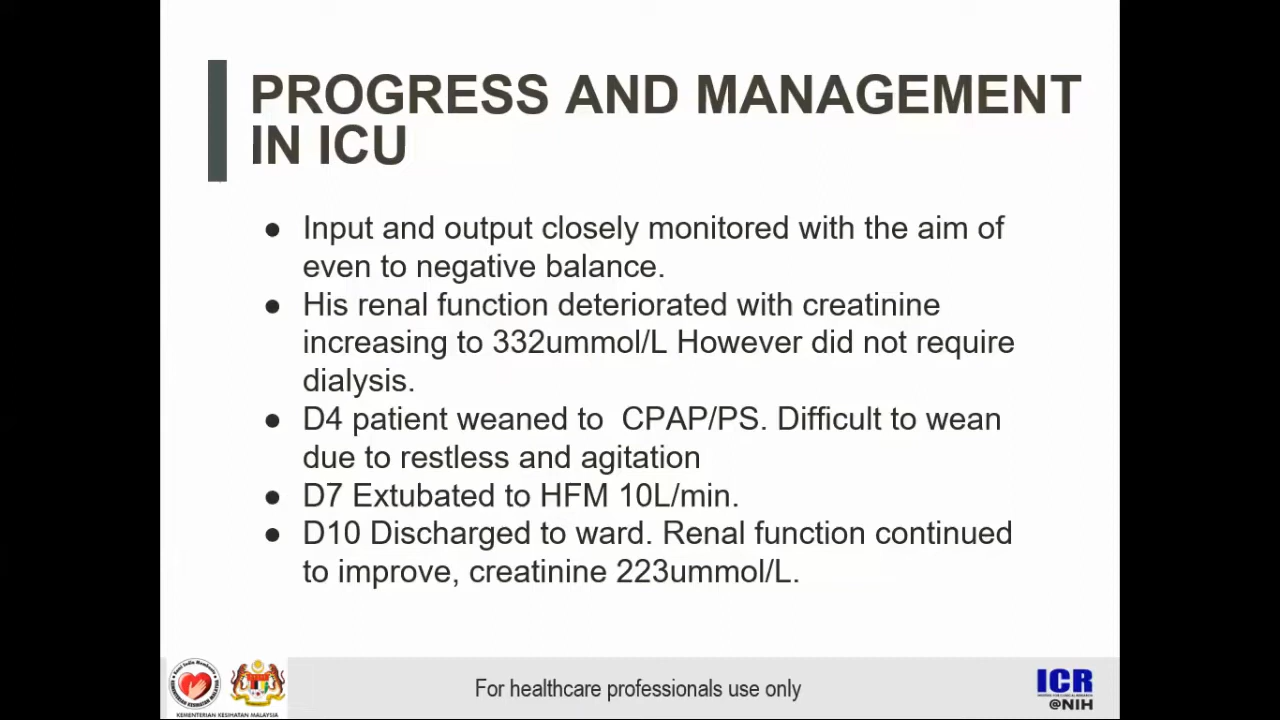 PROGRESS AND MANAGEMENT
IN ICU
● Input and output closely monitored with the aim of
even to negative balance.
● His renal function deteriorated with creatinine
increasing to 332ummol/L However did not require
dialysis.
● D4 patient weaned to  CPAP/PS. Difficult to wean
due to restless and agitation
● D7 Extubated to HFM 10L/min.
● D10 Discharged to ward. Renal function continued
to improve, creatinine 223ummol/L.
KEMENTERIAN KESIHATAN MALAYSIA
For healthcare professionals use only
ICR
@NIH